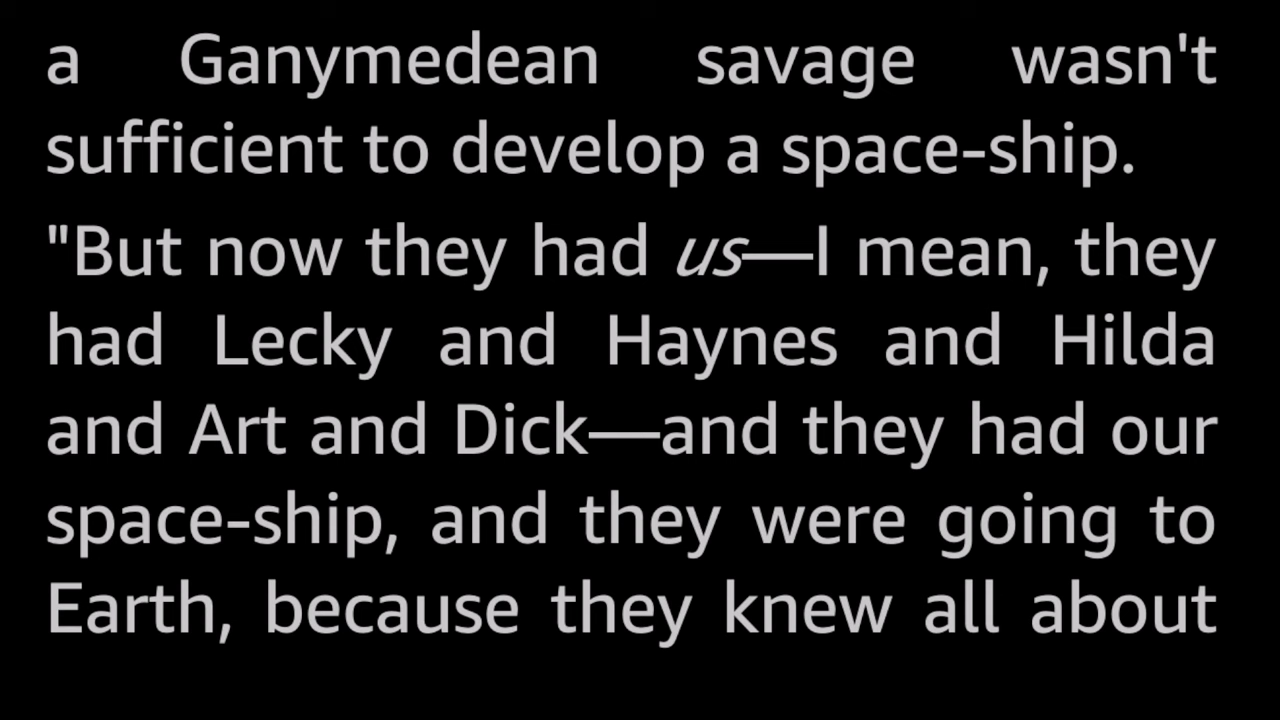 a Ganymedean savage wasn't
sufficient to develop a space-ship.
"But now they had us—I mean, they
had Lecky and Haynes and Hilda
and Art and Dick—and they had our
space-ship, and they were going to
Earth, because they knew all about